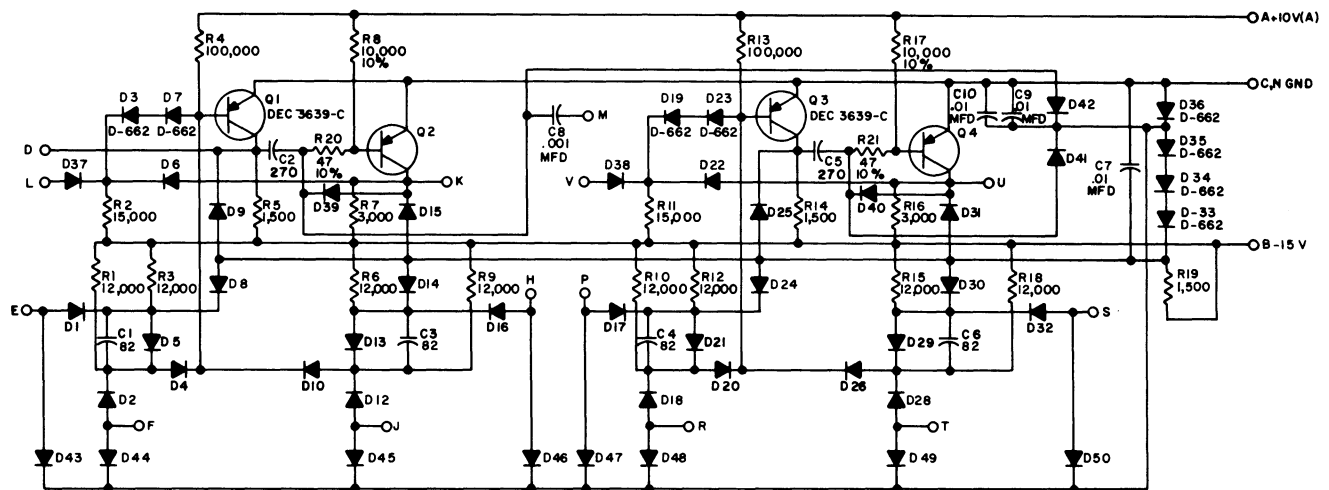 A+10V(A)
R4
100,000
R8
10,000
10%
R13
100,000
R17
10,000
10%
C,N GND
D3
D-662
D7
D-662
Q1
DEC 3639-C
Q2
C8
.001
MFD
M
D19
D-662
D23
D-662
Q3
DEC 3639-C
Q4
C10
.01
MFD
C9
.01
MFD
D42
D36
D-662
D35
D-662
D34
D-662
D-33
D-662
D
L
D37
D6
C2
270
R20
47
10%
K
D39
V
D38
D22
C5
270
R21
47
10%
U
D40
D41
C7
.01
MFD
R2
15,000
D9
R5
1,500
R7
3,000
D15
R11
15,000
D25
R14
1,500
R16
3,000
D31
B-15 V
R1
12,000
R3
12,000
D8
R6
12,000
D14
R9
12,000
H
P
R10
12,000
R12
12,000
D24
R15
12,000
D30
R18
12,000
R19
1,500
E
D1
C1
82
D5
D16
D13
C3
82
D17
C4
82
D21
D29
C6
82
D32
S
D4
D10
D20
D26
D2
D12
D18
D28
F
J
R
T
D43
D44
D45
D46
D47
D48
D49
D50